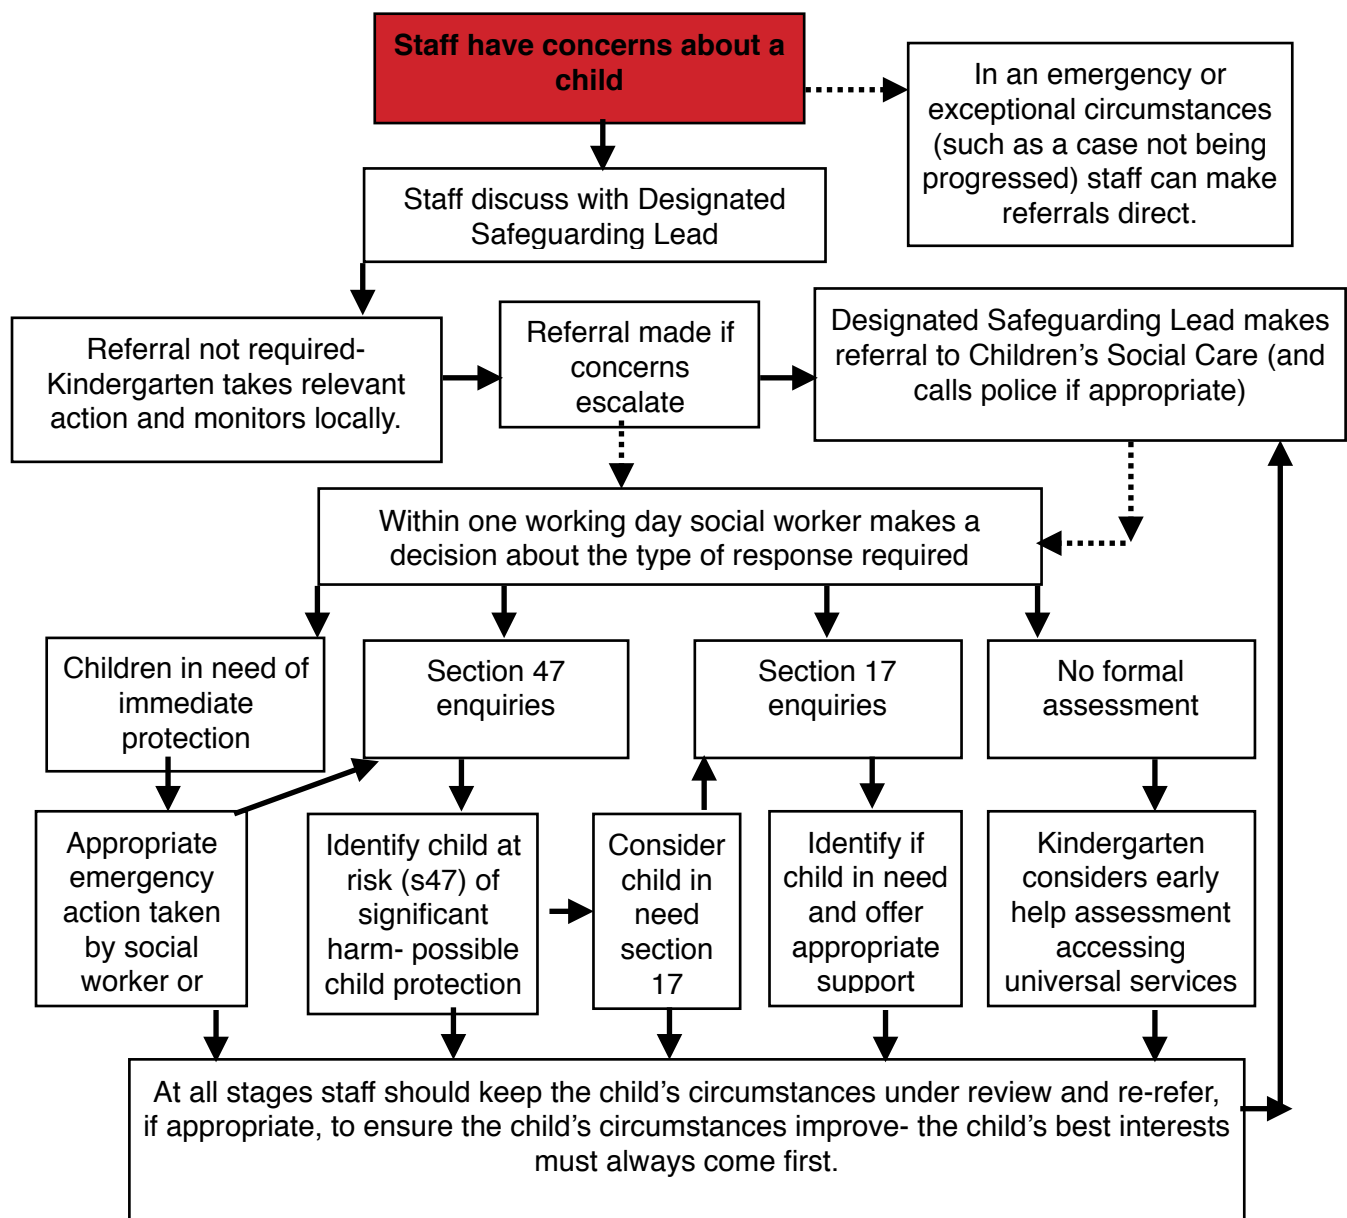 Staff have concerns about a
child
In an emergency or
exceptional circumstances
(such as a case not being
progressed) staff can make
referrals direct.
Staff discuss with Designated
Safeguarding Lead
Referral not required-
Kindergarten takes relevant
action and monitors locally.
Referral made if
concerns
escalate
Designated Safeguarding Lead makes
referral to Children’s Social Care (and
calls police if appropriate)
Within one working day social worker makes a
decision about the type of response required
Children in need of
immediate
protection
Section 47
enquiries
Section 17
enquiries
No formal
assessment
Appropriate
emergency
action taken
by social
worker or
Identify child at
risk (s47) of
significant
harm- possible
child protection
Consider
child in
need
section
17
Identify if
child in need
and offer
appropriate
support
Kindergarten
considers early
help assessment
accessing
universal services
At all stages staff should keep the child’s circumstances under review and re-refer,
if appropriate, to ensure the child’s circumstances improve- the child’s best interests
must always come first.